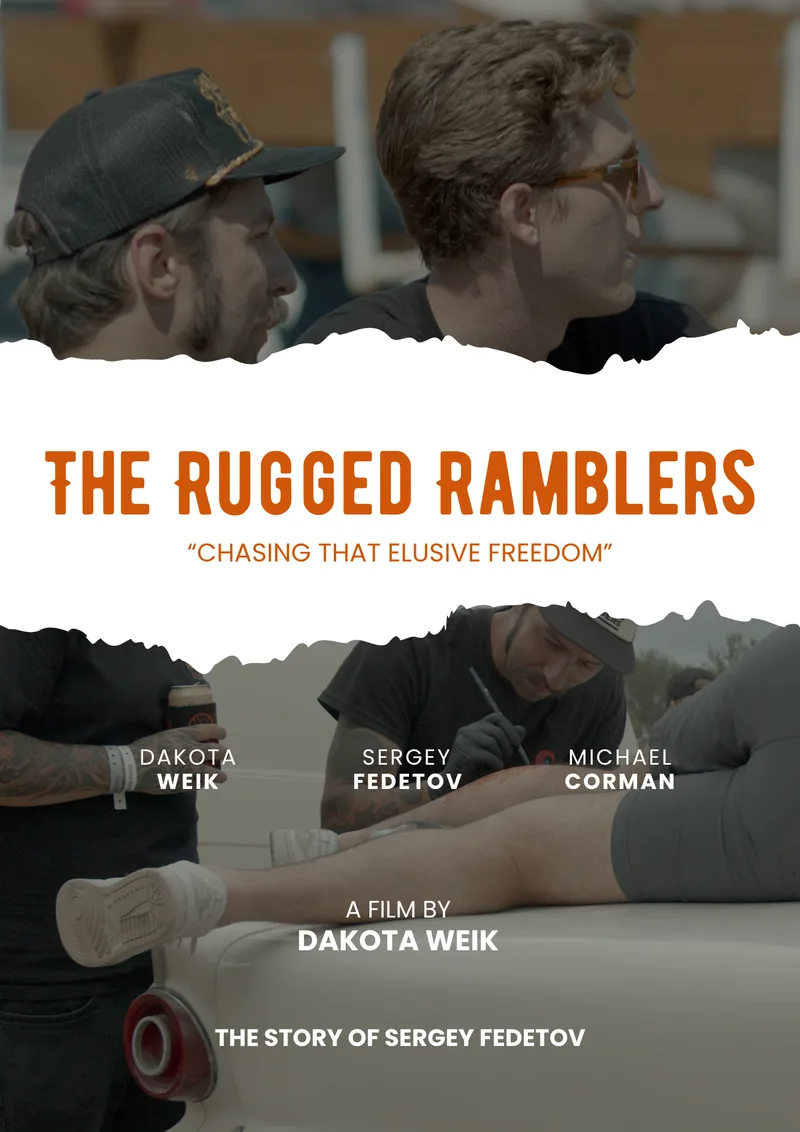 THE RUGGED RAMBLERS
“CHASING THAT ELUSIVE FREEDOM”
DAKOTA SERGEY MICHAEL
WEIK FEDETOV CORMAN
A FILM BY
DAKOTA WEIK
THE STORY OF SERGEY FEDETOV